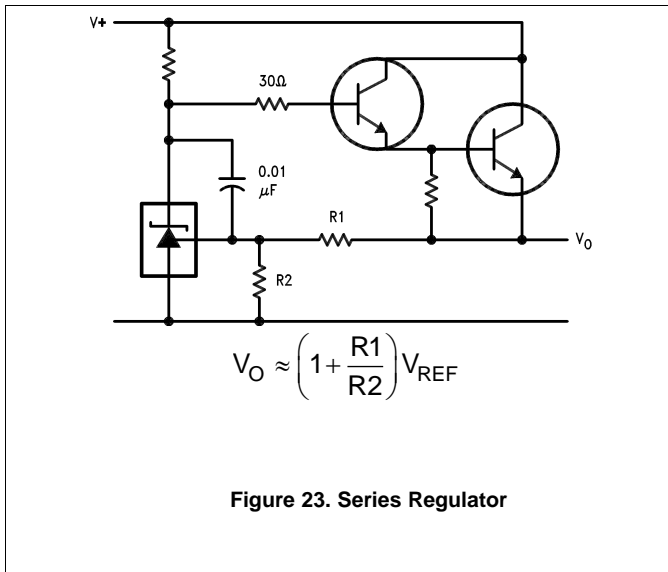 V+
30Ω
0.01
μF
R1
V_O
R2
V_O ≈ (1 + R1/R2) V_REF
Figure 23. Series Regulator